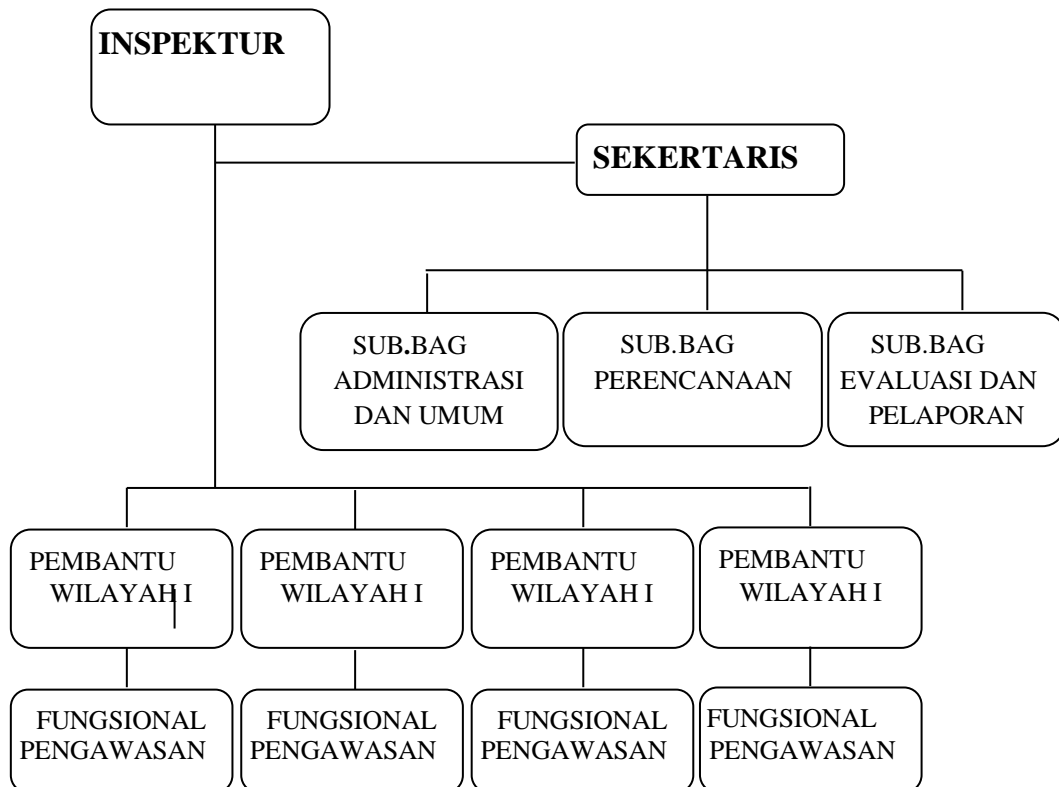 INSPEKTUR
SEKERTARIS
SUB.BAG
ADMINISTRASI
DAN UMUM
SUB.BAG
PERENCANAAN
SUB.BAG
EVALUASI DAN
PELAPORAN
PEMBANTU
WILAYAH I
PEMBANTU
WILAYAH I
PEMBANTU
WILAYAH I
PEMBANTU
WILAYAH I
FUNGSIONAL
PENGAWASAN
FUNGSIONAL
PENGAWASAN
FUNGSIONAL
PENGAWASAN
FUNGSIONAL
PENGAWASAN